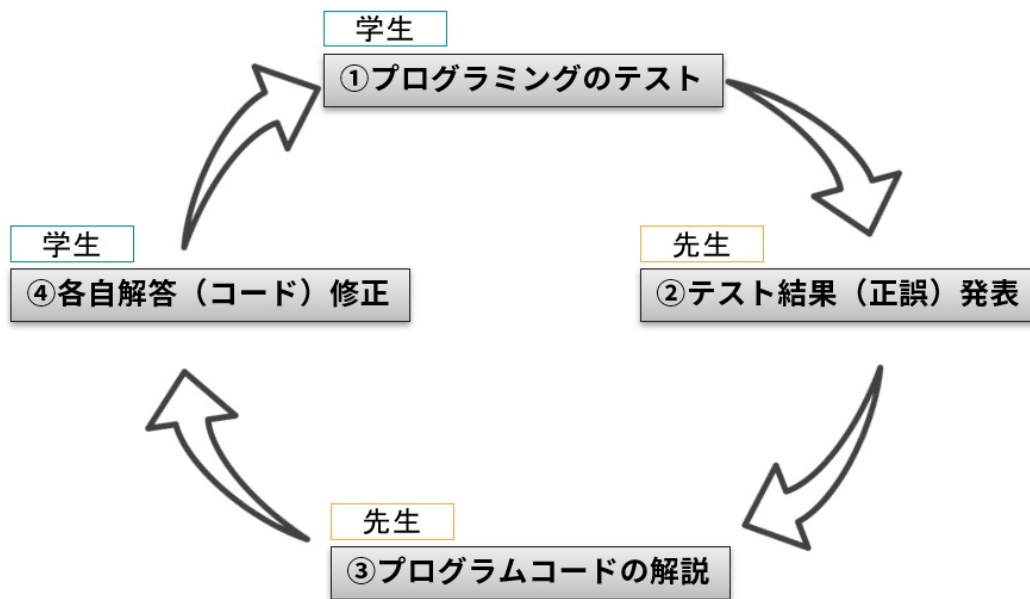 学生
①プログラミングのテスト
先生
②テスト結果（正誤）発表
先生
③プログラムコードの解説
学生
④各自解答（コード）修正